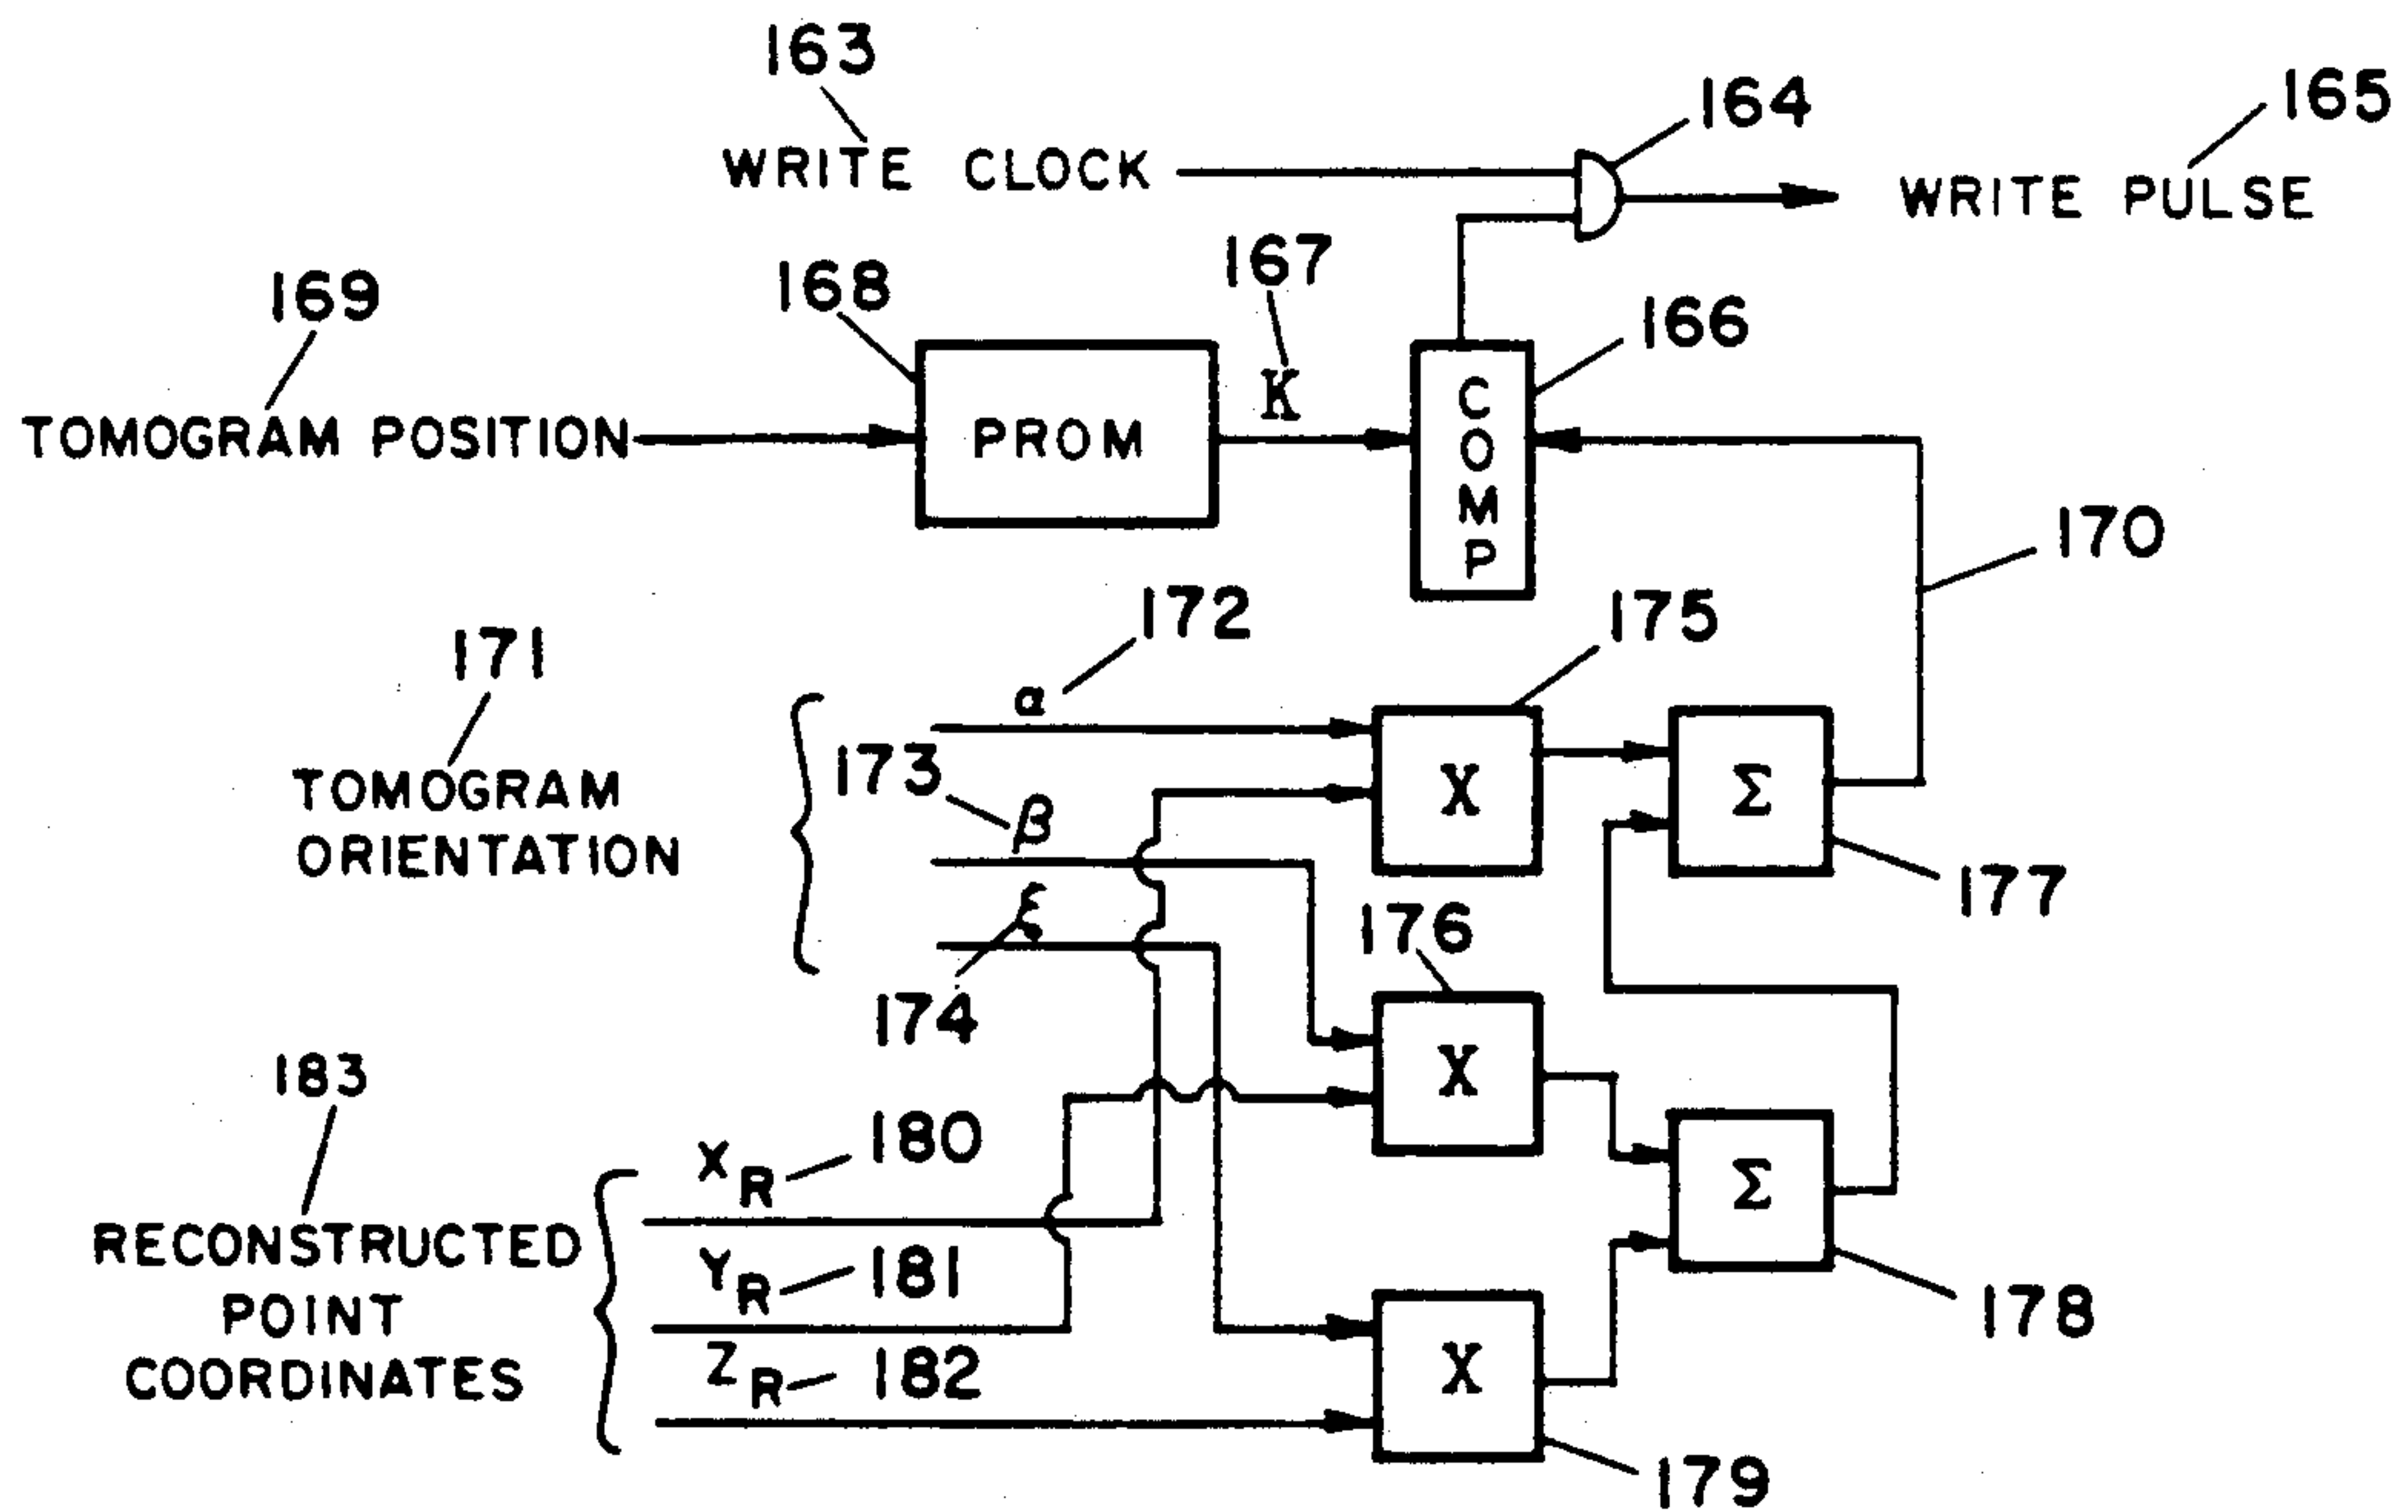 163
164
165
WRITE CLOCK
WRITE PULSE
167
168
169
K
166
TOMOGRAM POSITION
PROM
COMP
170
172
175
171
α
173
X
Σ
TOMOGRAM
ORIENTATION
β
177
ξ
176
174
X
183
180
X_R
Σ
RECONSTRUCTED
POINT
COORDINATES
Y_R
181
178
Z_R
182
X
179